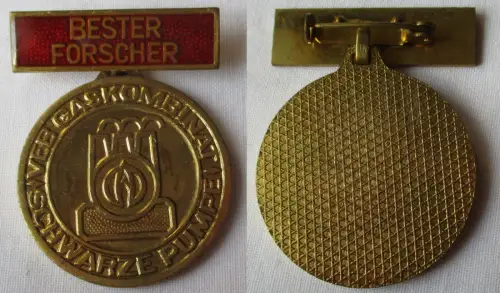 BESTER
FORSCHER
VEB GASKOMBINAT
SCHWARZE PUMPE